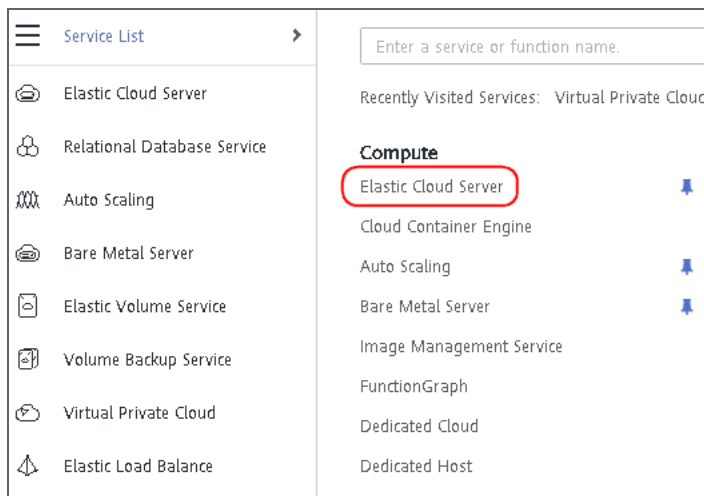 Service List
Elastic Cloud Server
Relational Database Service
Auto Scaling
Bare Metal Server
Elastic Volume Service
Volume Backup Service
Virtual Private Cloud
Elastic Load Balance
Enter a service or function name.
Recently Visited Services: Virtual Private Cloud
Compute
Elastic Cloud Server
Cloud Container Engine
Auto Scaling
Bare Metal Server
Image Management Service
FunctionGraph
Dedicated Cloud
Dedicated Host